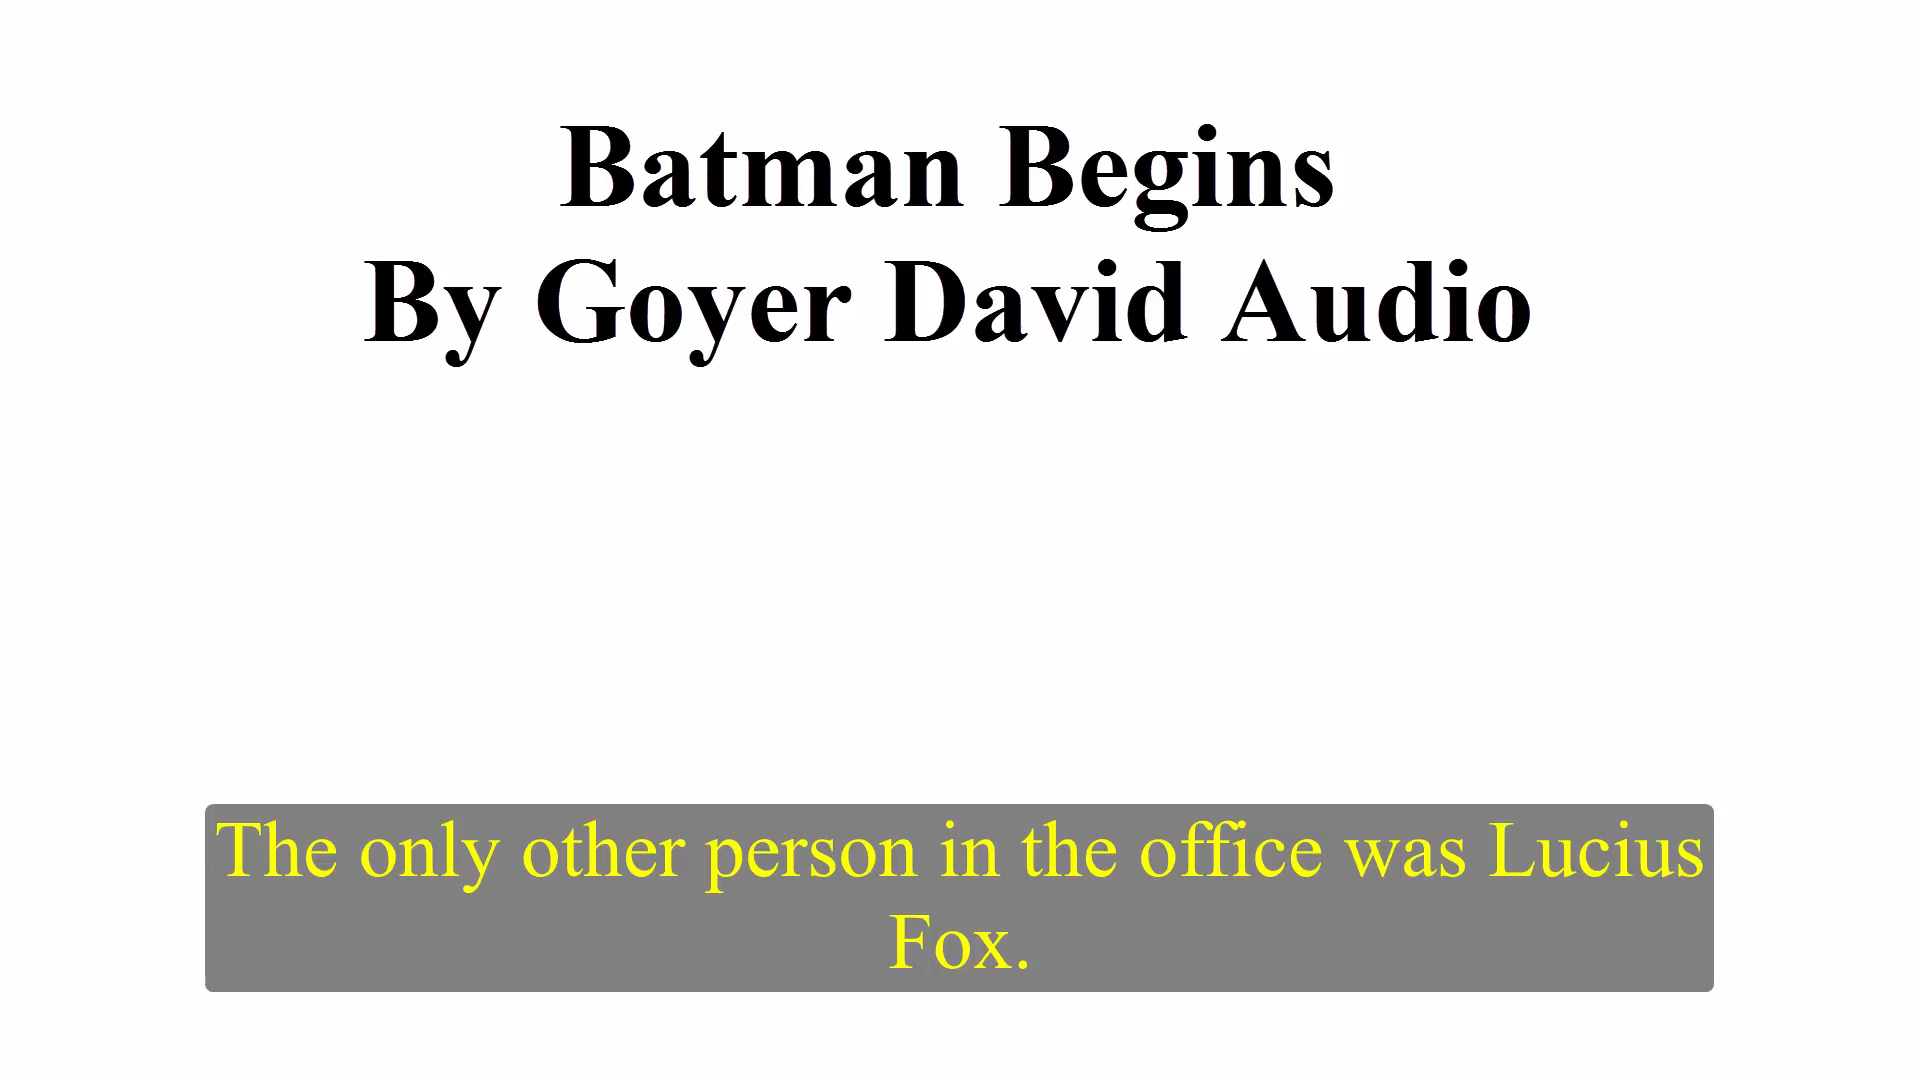 Batman Begins
By Goyer David Audio
The only other person in the office was Lucius
Fox.